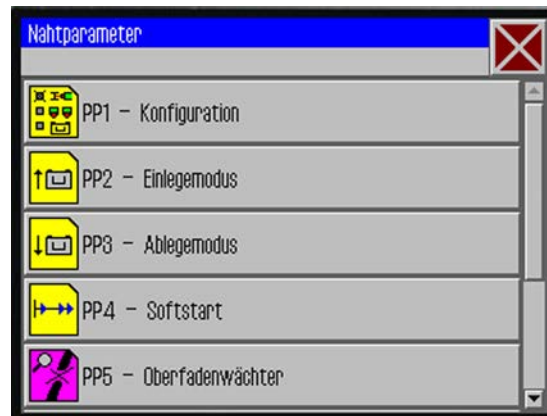 Nahtparameter
PP1 - Konfiguration
PP2 - Einlegemodus
PP3 - Ablegemodus
PP4 - Softstart
PP5 - Oberfadenwächter